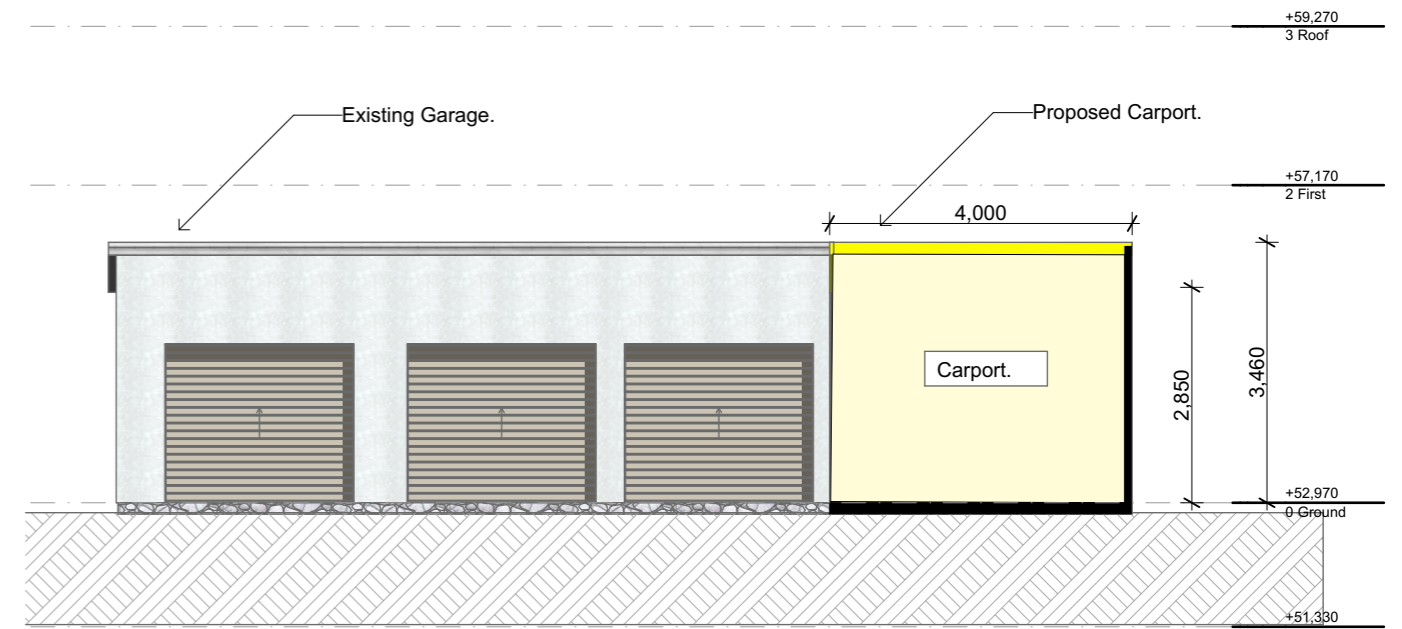 +59,270
3 Roof
Existing Garage.
Proposed Carport.
+57,170
2 First
4,000
Carport.
2,850
3,460
+52,970
0 Ground
+51,330